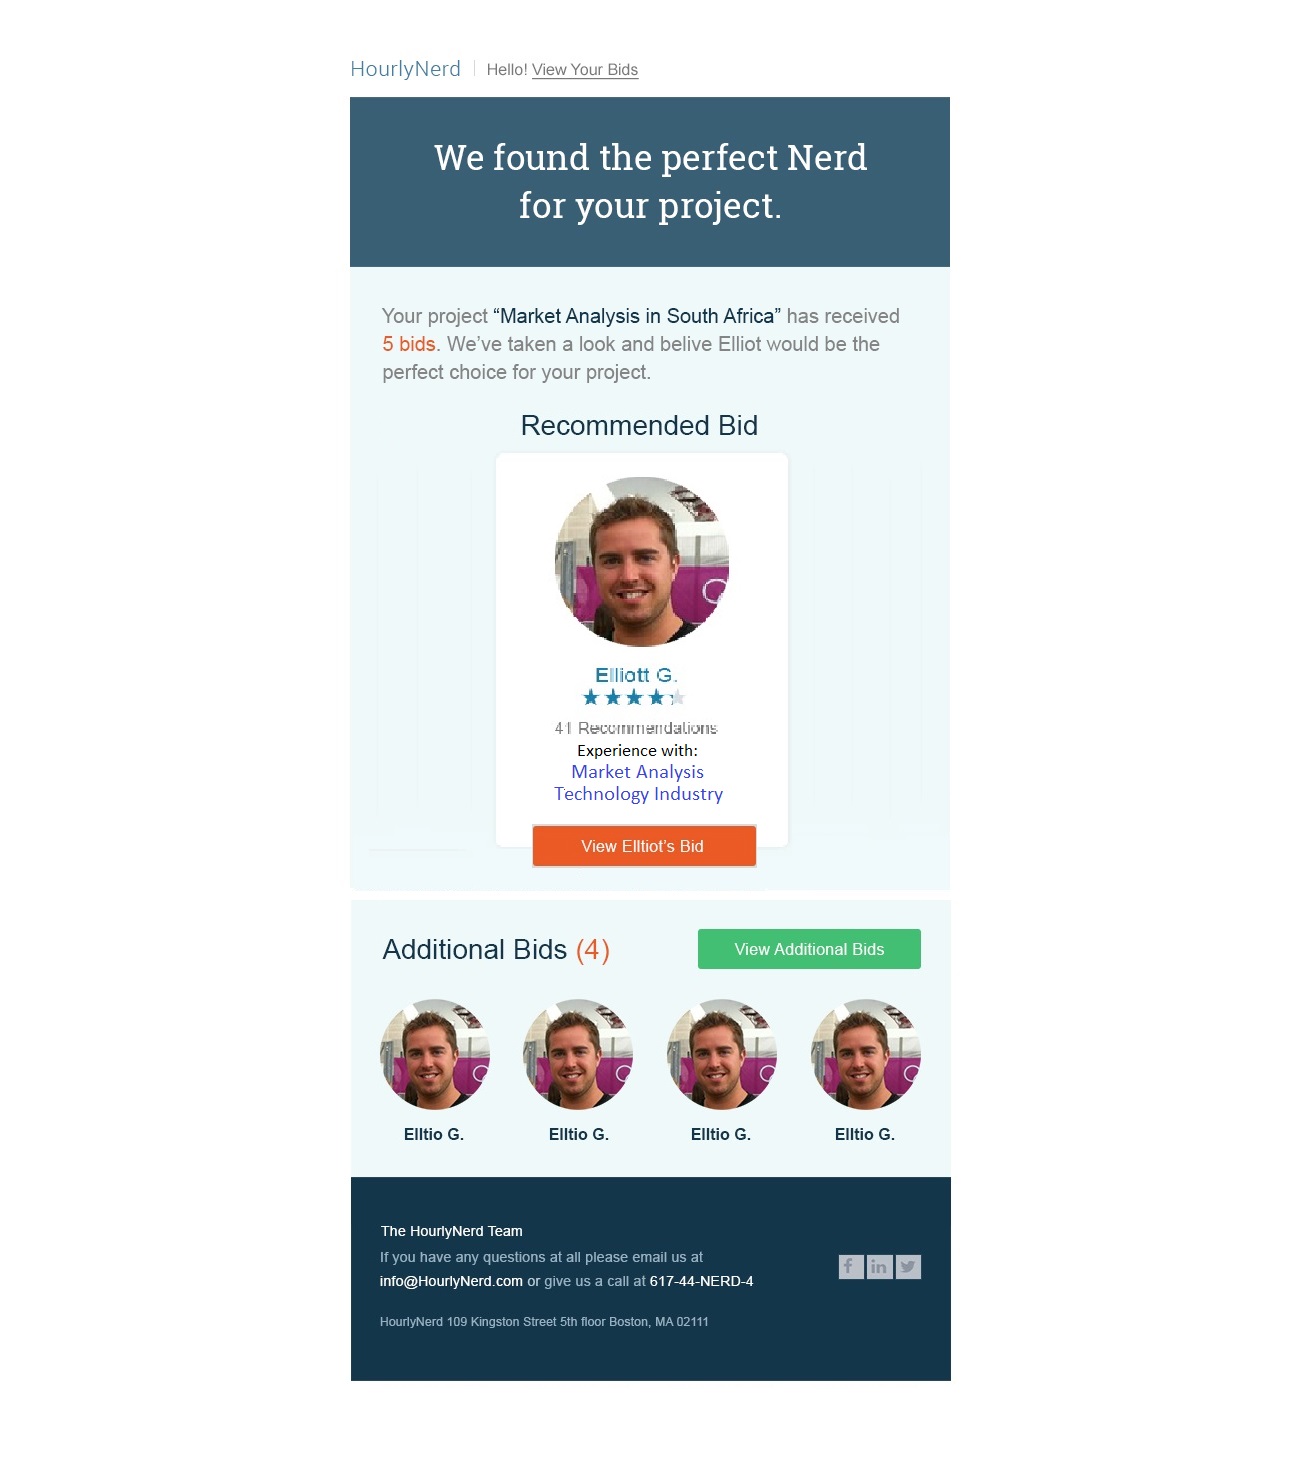 HourlyNerd Hello! View Your Bids
We found the perfect Nerd
for your project.
Your project “Market Analysis in South Africa” has received
5 bids. We’ve taken a look and belive Elliot would be the
perfect choice for your project.
Recommended Bid
Elliott G.
41 Recommendations
Experience with:
Market Analysis
Technology Industry
View Elltiot’s Bid
Additional Bids (4)
View Additional Bids
Elltio G. Elltio G. Elltio G. Elltio G.
The HourlyNerd Team
If you have any questions at all please email us at
info@HourlyNerd.com or give us a call at 617-44-NERD-4
HourlyNerd 109 Kingston Street 5th floor Boston, MA 02111